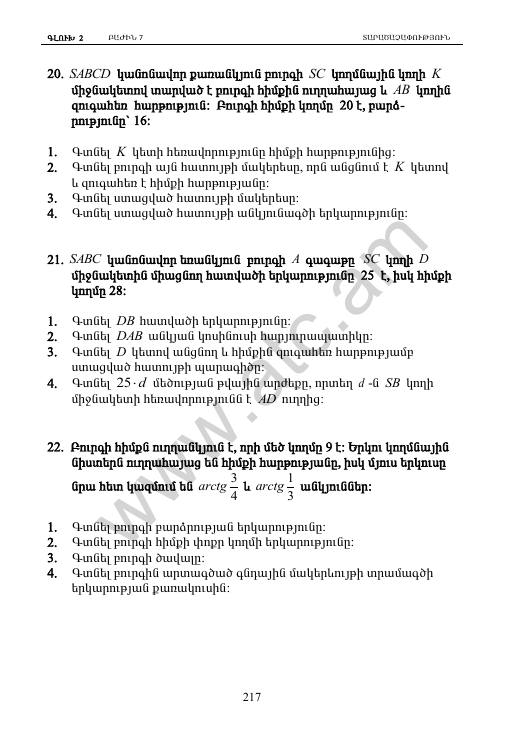 ԳԼՈՒԽ 2 ԲԱԺԻՆ 7 ՏԱՐԱԾԱՉԱՓՈՒԹՅՈՒՆ
20. SABCD կանոնավոր քառանկյուն բուրգի SC կողմնային կողի K
միջնակետով տարված է բուրգի հիմքին ուղղահայաց և AB կողին
զուգահեռ հարթություն: Բուրգի հիմքի կողմը 20 է, բարձ-
րությունը՝ 16:
1. Գտնել K կետի հեռավորությունը հիմքի հարթությունից:
2. Գտնել բուրգի այն հատույթի մակերեսը, որն անցնում է K կետով
և զուգահեռ է հիմքի հարթությանը:
3. Գտնել ստացված հատույթի մակերեսը:
4. Գտնել ստացված հատույթի անկյունագծի երկարությունը:
21. SABC կանոնավոր եռանկյուն բուրգի A գագաթը SC կողի D
միջնակետին միացնող հատվածի երկարությունը 25 է, իսկ հիմքի
կողմը 28:
1. Գտնել DB հատվածի երկարությունը:
2. Գտնել DAB անկյան կոսինուսի հարյուրապատիկը:
3. Գտնել D կետով անցնող և հիմքին զուգահեռ հարթությամբ
ստացված հատույթի պարագիծը:
4. Գտնել 25·d մեծության թվային արժեքը, որտեղ d -ն SB կողի
միջնակետի հեռավորությունն է AD ուղղից:
22. Բուրգի հիմքն ուղղանկյուն է, որի մեծ կողմը 9 է: Երկու կողմնային
նիստերն ուղղահայաց են հիմքի հարթությանը, իսկ մյուս երկուսը
նրա հետ կազմում են arctg 3/4 և arctg 1/3 անկյուններ:
1. Գտնել բուրգի բարձրության երկարությունը:
2. Գտնել բուրգի հիմքի փոքր կողմի երկարությունը:
3. Գտնել բուրգի ծավալը:
4. Գտնել բուրգին արտագծած գնդային մակերևույթի տրամագծի
երկարության քառակուսին:
217
www.atc.am